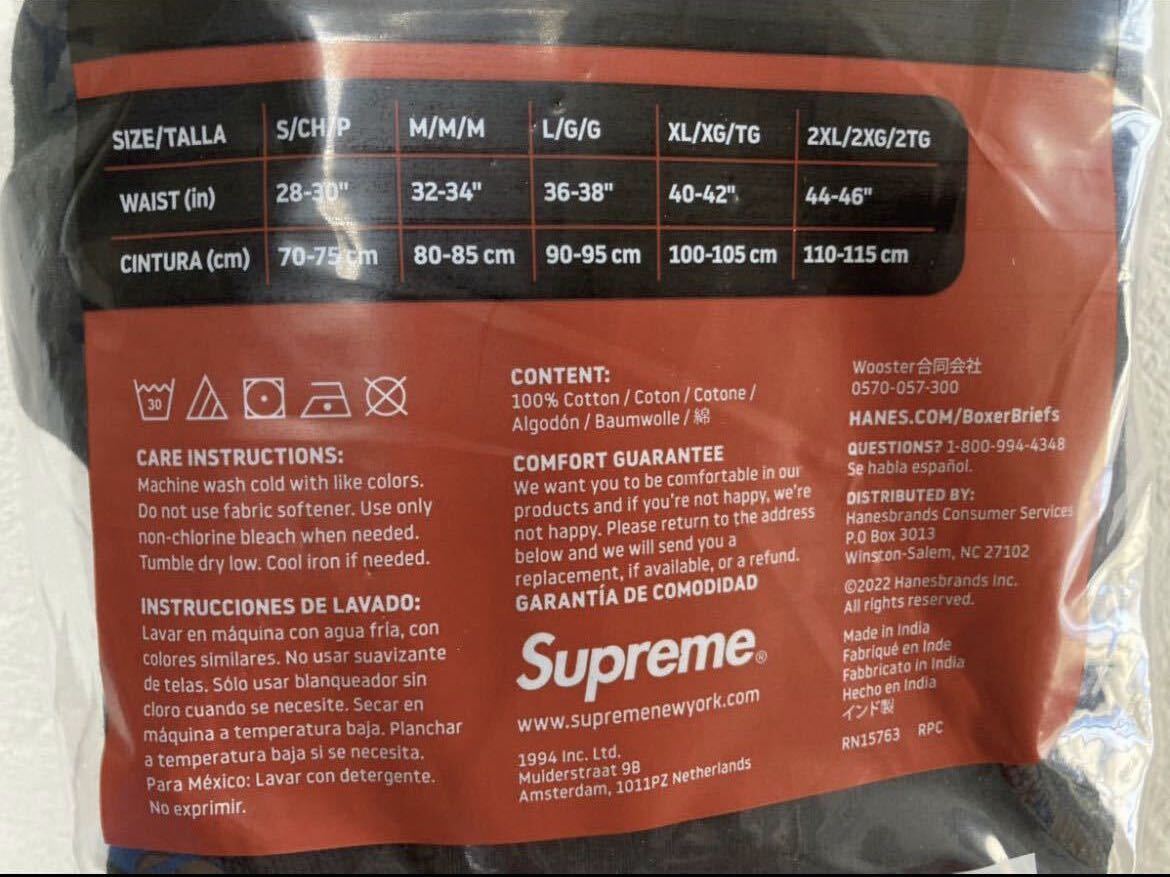 SIZE/TALLA S/CH/P M/M/M L/G/G XL/XG/TG 2XL/2XG/2TG
WAIST (in) 28-30" 32-34" 36-38" 40-42" 44-46"
CINTURA (cm) 70-75 cm 80-85 cm 90-95 cm 100-105 cm 110-115 cm
30
CARE INSTRUCTIONS:
Machine wash cold with like colors.
Do not use fabric softener. Use only
non-chlorine bleach when needed.
Tumble dry low. Cool iron if needed.
INSTRUCCIONES DE LAVADO:
Lavar en máquina con agua fría, con
colores similares. No usar suavizante
de telas. Sólo usar blanqueador sin
cloro cuando se necesite. Secar en
máquina a temperatura baja. Planchar
a temperatura baja si se necesita.
Para México: Lavar con detergente.
No exprimir.
CONTENT:
100% Cotton / Coton / Cotone /
Algodón / Baumwolle / 綿
COMFORT GUARANTEE
We want you to be comfortable in our
products and if you're not happy, we're
not happy. Please return to the address
below and we will send you a
replacement, if available, or a refund.
GARANTÍA DE COMODIDAD
Supreme®
www.supremenewyork.com
1994 Inc. Ltd.
Mulderstraat 9B
Amsterdam, 1011PZ Netherlands
Wooster合同会社
0570-057-300
HANES.COM/BoxerBriefs
QUESTIONS? 1-800-994-4348
Se habla español.
DISTRIBUTED BY:
Hanesbrands Consumer Services
P.O Box 3013
Winston-Salem, NC 27102
©2022 Hanesbrands Inc.
All rights reserved.
Made in India
Fabriqué en Inde
Fabbricato in India
Hecho en India
インド製
RN15763 RPC